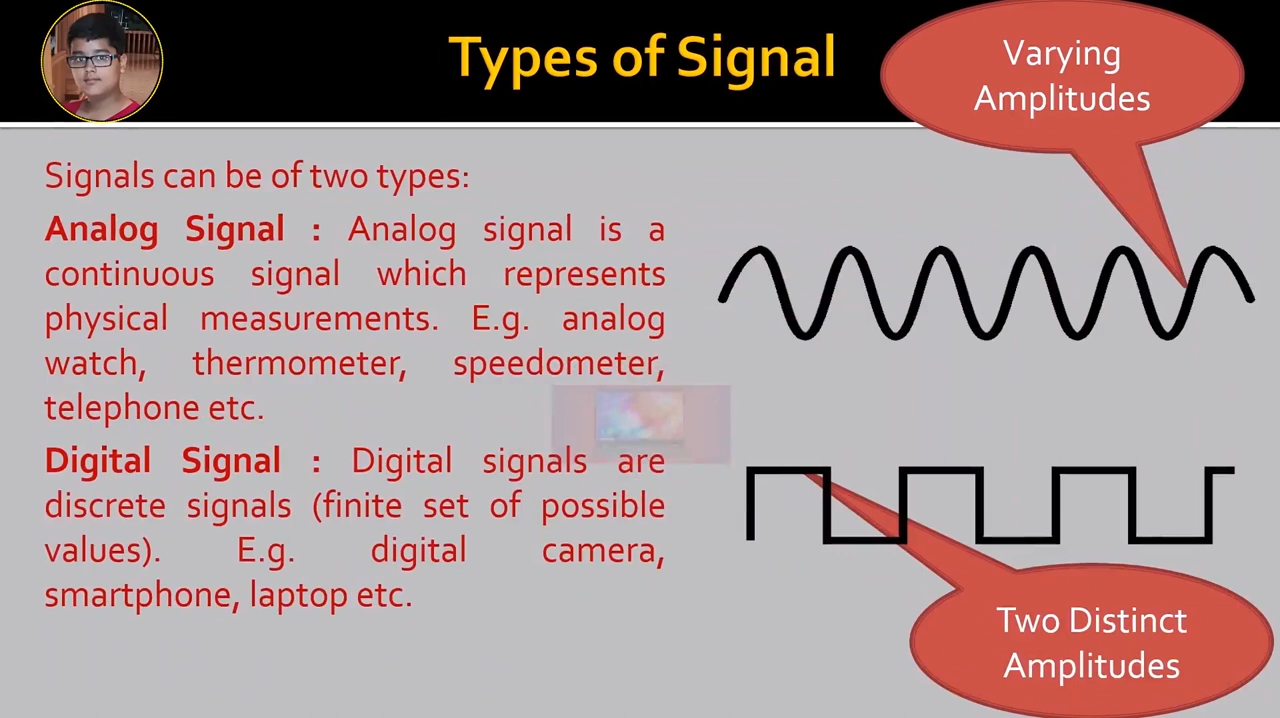 Types of Signal
Varying
Amplitudes
Signals can be of two types:
Analog Signal : Analog signal is a
continuous signal which represents
physical measurements. E.g. analog
watch, thermometer, speedometer,
telephone etc.
Digital Signal : Digital signals are
discrete signals (finite set of possible
values). E.g. digital camera,
smartphone, laptop etc.
Two Distinct
Amplitudes